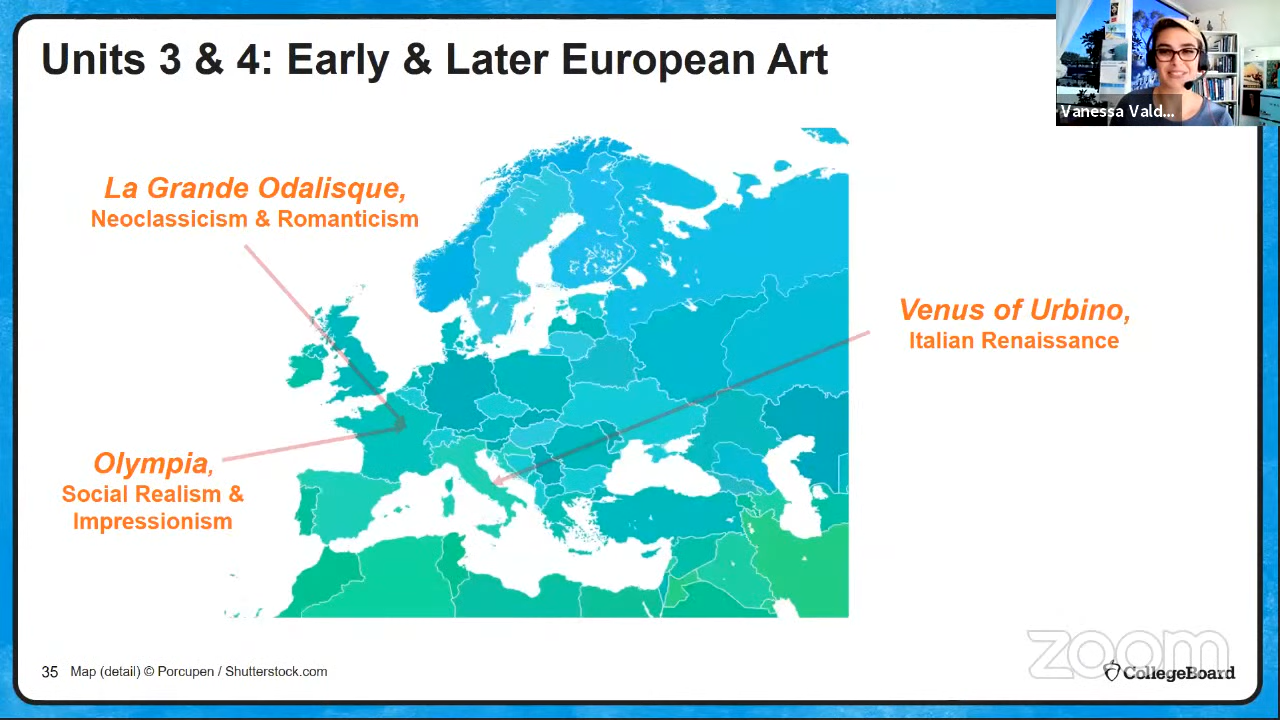 Units 3 & 4: Early & Later European Art
Vanessa Vald...
La Grande Odalisque,
Neoclassicism & Romanticism
Venus of Urbino,
Italian Renaissance
Olympia,
Social Realism &
Impressionism
zoom
CollegeBoard
35 Map (detail) © Porcupen / Shutterstock.com